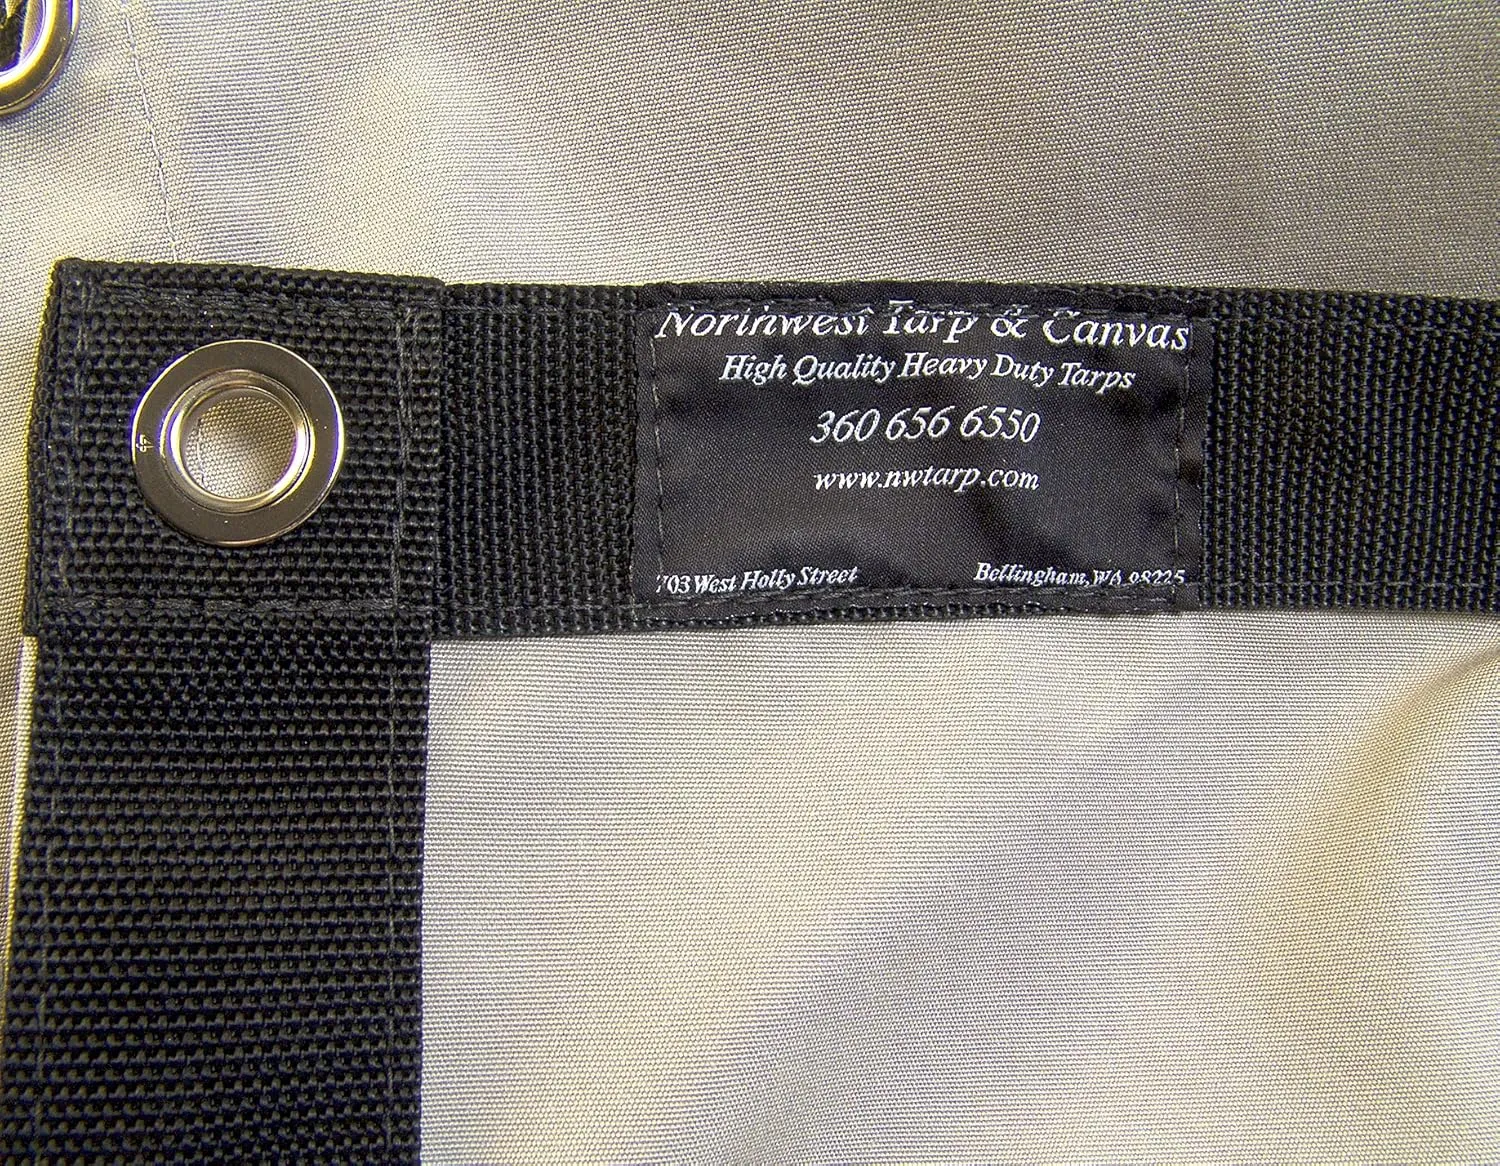 Northwest Tarp & Canvas
High Quality Heavy Duty Tarps
360 656 6550
www.nwtarp.com
703 West Holly Street Bellingham, WA 98225